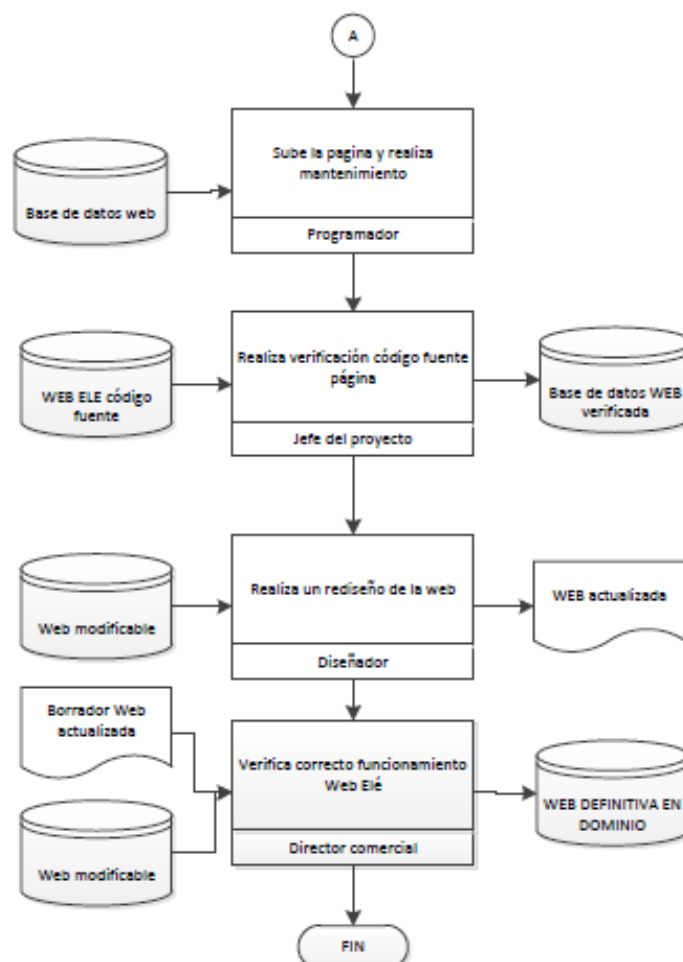 A
Sube la pagina y realiza
mantenimiento
Base de datos web
Programador
Realiza verificación código fuente
página
WEB ELE código
fuente
Base de datos WEB
verificada
Jefe del proyecto
Realiza un rediseño de la web
WEB actualizada
Web modificable
Diseñador
Borrador Web
actualizada
Verifica correcto funcionamiento
Web Elé
WEB DEFINITIVA EN
DOMINIO
Director comercial
Web modificable
FIN